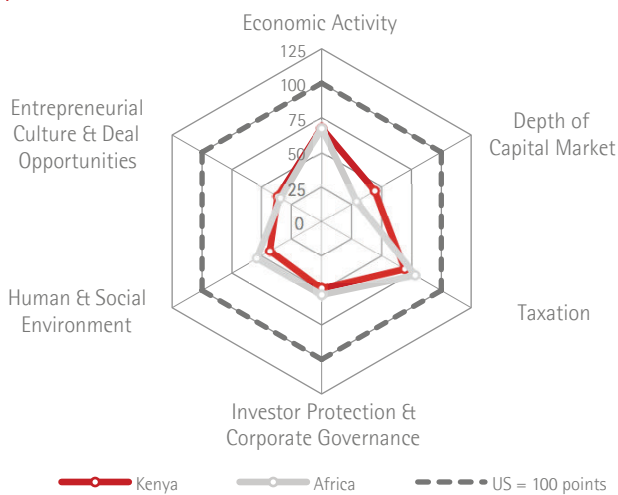 Economic Activity
125
100
75
50
25
0
Entrepreneurial
Culture & Deal
Opportunities
Depth of
Capital Market
Human & Social
Environment
Taxation
Investor Protection &
Corporate Governance
Kenya
Africa
US = 100 points